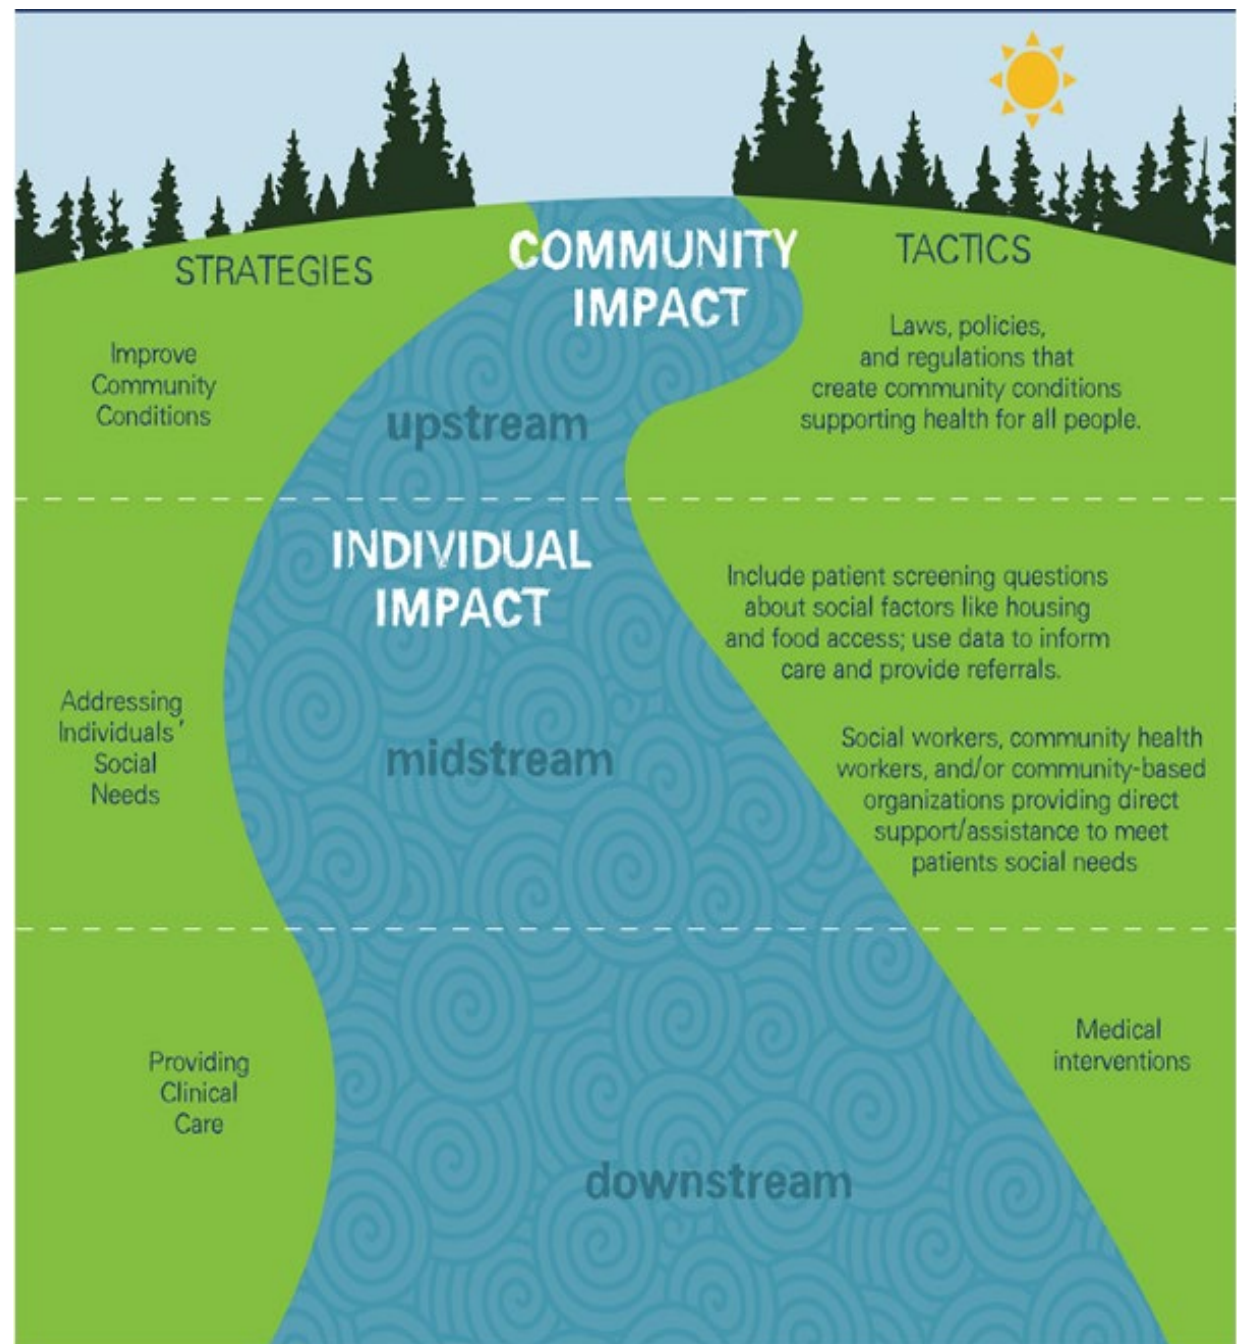 STRATEGIES
COMMUNITY
IMPACT
TACTICS
Improve
Community
Conditions
upstream
Laws, policies,
and regulations that
create community conditions
supporting health for all people.
INDIVIDUAL
IMPACT
Addressing
Individuals'
Social
Needs
midstream
Include patient screening questions
about social factors like housing
and food access; use data to inform
care and provide referrals.
Social workers, community health
workers, and/or community-based
organizations providing direct
support/assistance to meet
patients social needs
Providing
Clinical
Care
downstream
Medical
interventions